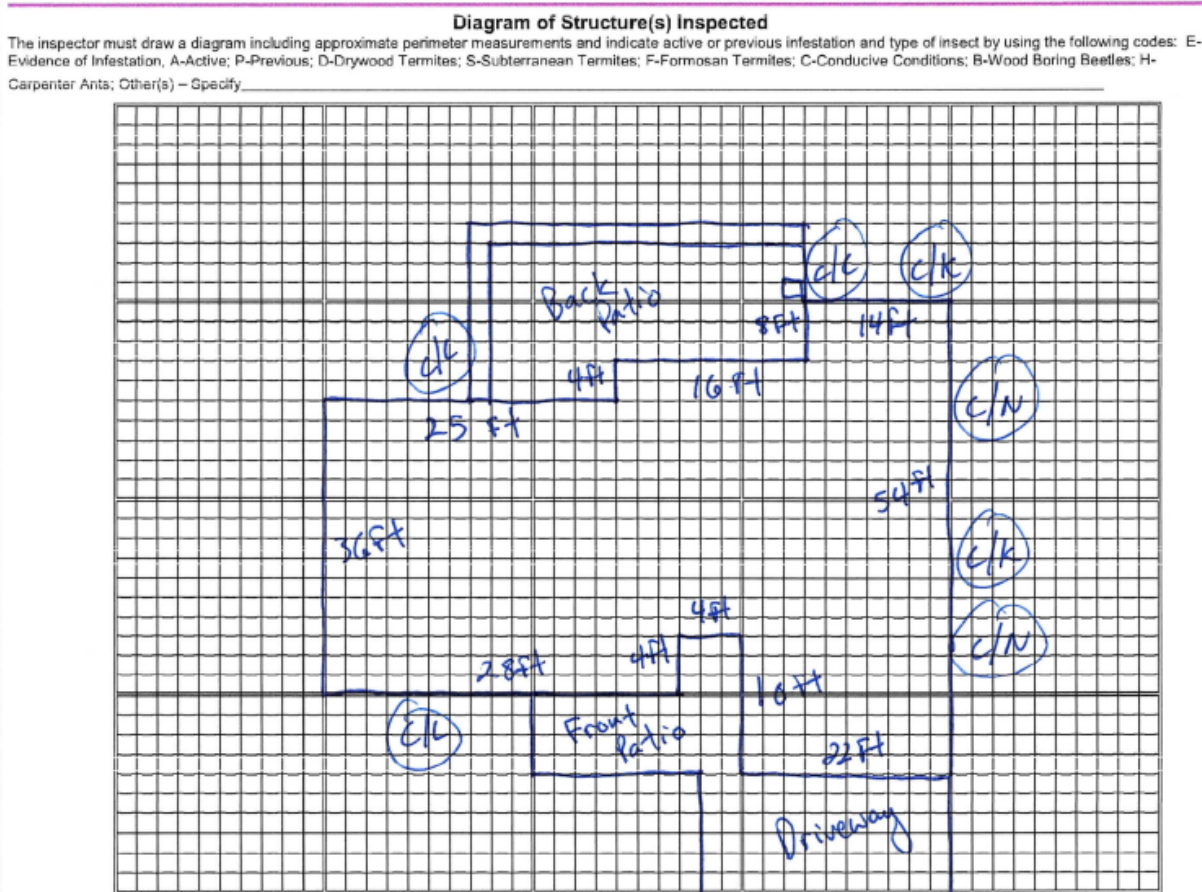 Diagram of Structure(s) Inspected
The inspector must draw a diagram including approximate perimeter measurements and indicate active or previous infestation and type of insect by using the following codes: E-
Evidence of Infestation, A-Active; P-Previous; D-Drywood Termites; S-Subterranean Termites; F-Formosan Termites; C-Conducive Conditions; B-Wood Boring Beetles; H-
Carpenter Ants; Other(s) – Specify
C/K
Back
Patio
8ft
14ft
4ft
16 ft
C/N
25 ft
54ft
36ft
C/K
4ft
C/N
28ft
4ft
10ft
Front
Patio
22ft
Driveway